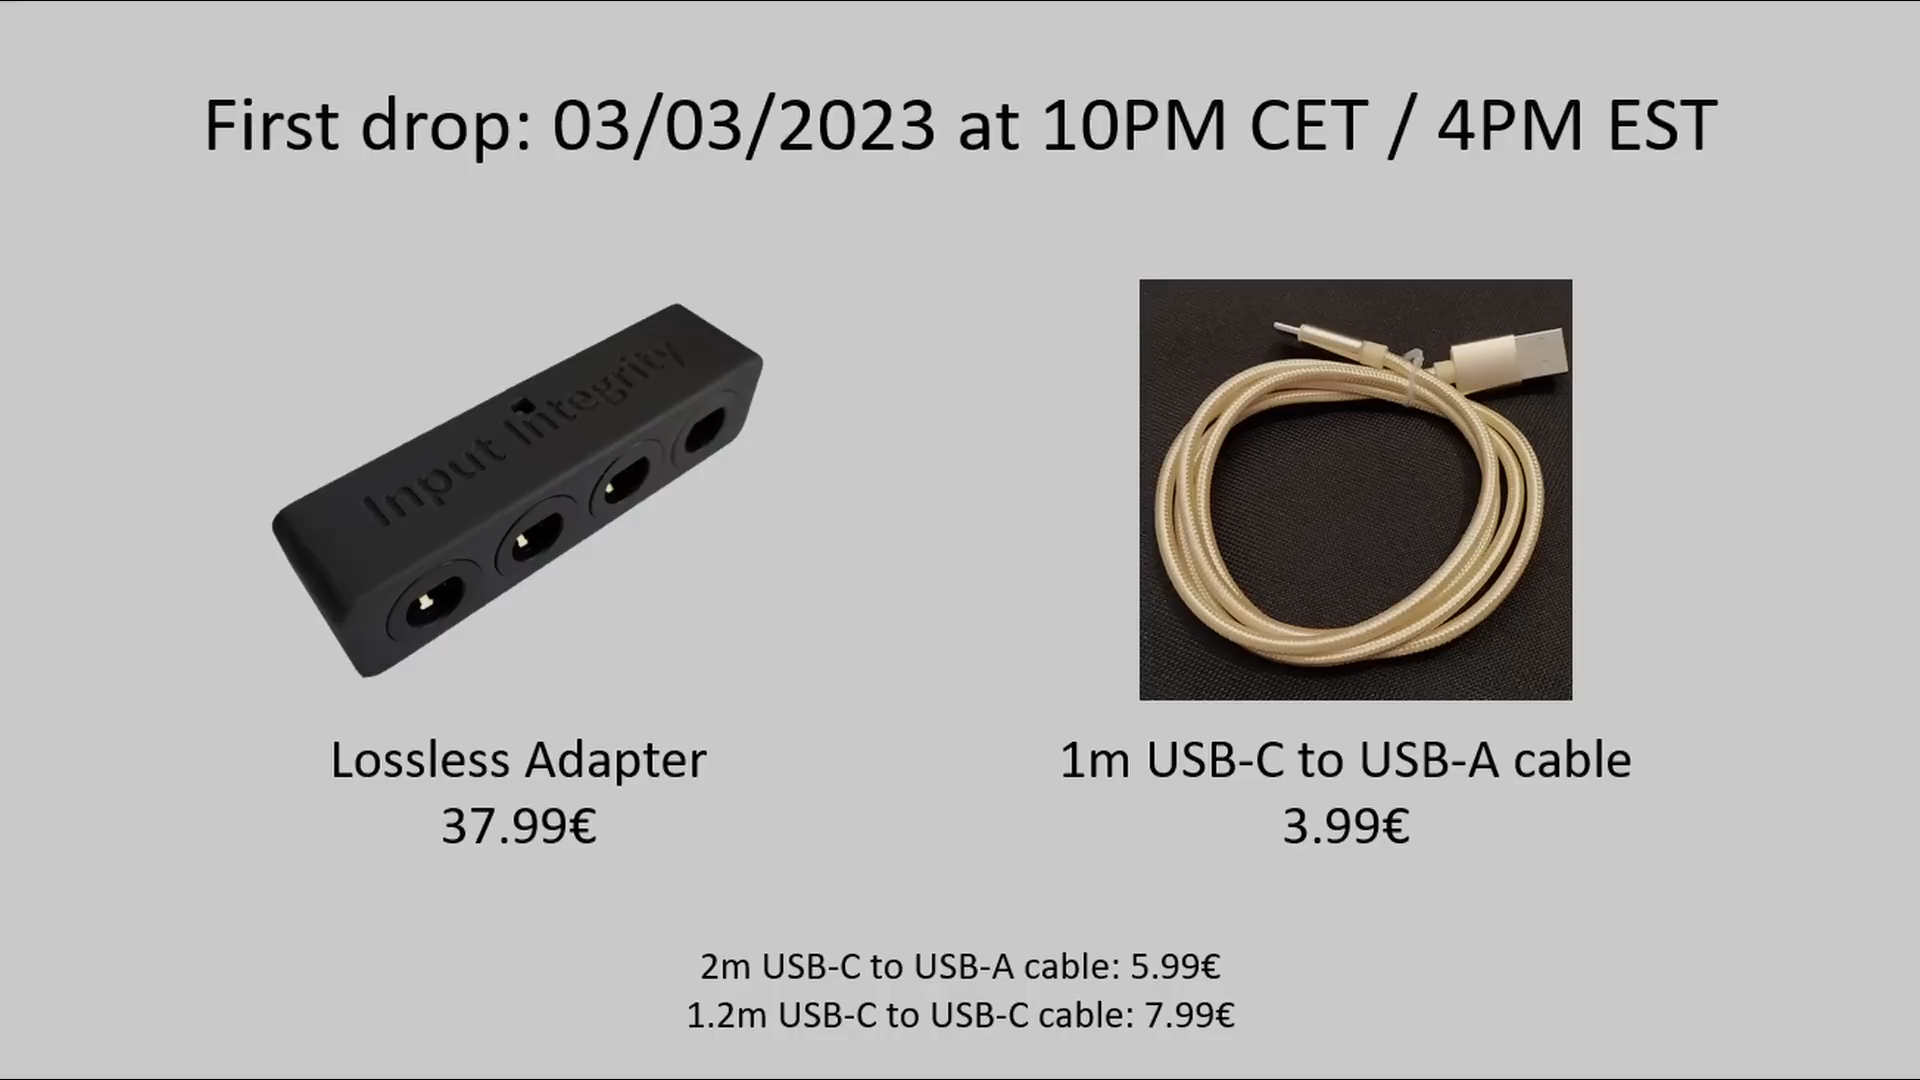 First drop: 03/03/2023 at 10PM CET / 4PM EST
Input Integrity
Lossless Adapter
37.99€
1m USB-C to USB-A cable
3.99€
2m USB-C to USB-A cable: 5.99€
1.2m USB-C to USB-C cable: 7.99€